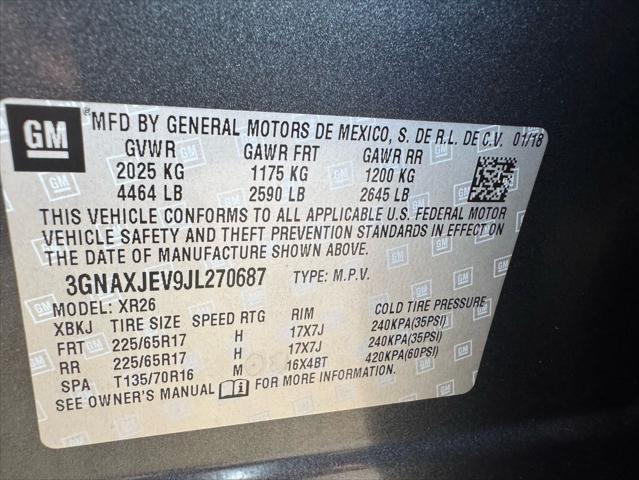 GM ® MFD BY GENERAL MOTORS DE MEXICO, S. DE R.L. DE C.V. 01/18
GVWR GAWR FRT GAWR RR
2025 KG 1175 KG 1200 KG
4464 LB 2590 LB 2645 LB
THIS VEHICLE CONFORMS TO ALL APPLICABLE U.S. FEDERAL MOTOR
VEHICLE SAFETY AND THEFT PREVENTION STANDARDS IN EFFECT ON
THE DATE OF MANUFACTURE SHOWN ABOVE.
3GNAXJEV9JL270687 TYPE: M.P.V.
MODEL: XR26
XBKJ TIRE SIZE SPEED RTG RIM COLD TIRE PRESSURE
FRT 225/65R17 H 17X7J 240KPA(35PSI)
RR 225/65R17 H 17X7J 240KPA(35PSI)
SPA T135/70R16 M 16X4BT 420KPA(60PSI)
SEE OWNER'S MANUAL FOR MORE INFORMATION.